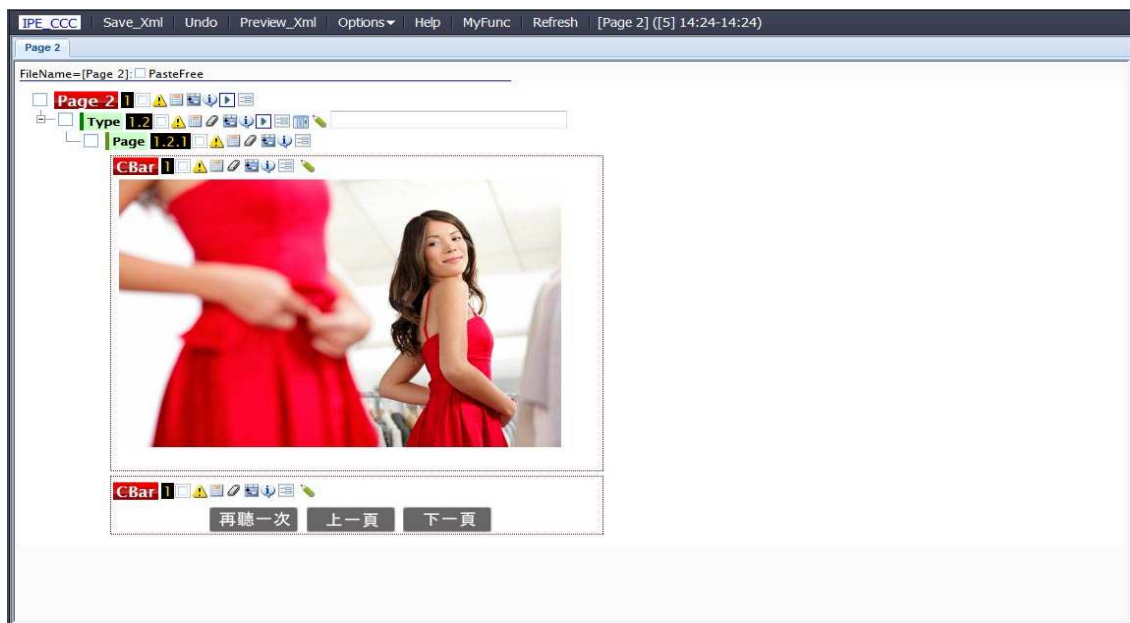 IPE_CCC Save_Xml Undo Preview_Xml Options Help MyFunc Refresh [Page 2] ([5] 14:24-14:24)
Page 2
FileName=[Page 2]: PasteFree
Page 2 1
Type 1.2
Page 1.2.1
CBar 1
CBar 1
再聽一次 上一頁 下一頁